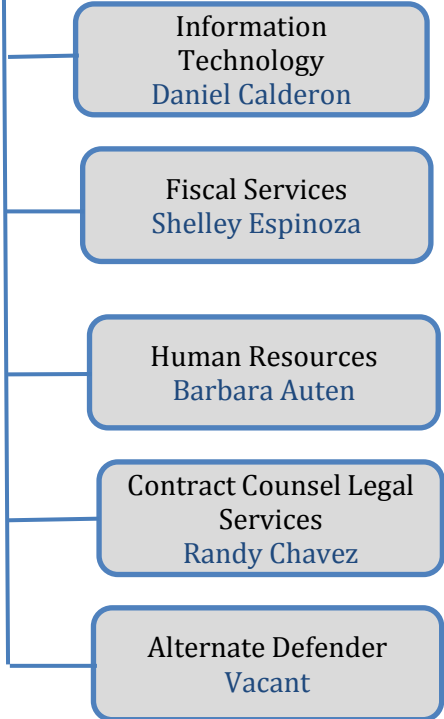 Information
Technology
Daniel Calderon
Fiscal Services
Shelley Espinoza
Human Resources
Barbara Auten
Contract Counsel Legal
Services
Randy Chavez
Alternate Defender
Vacant